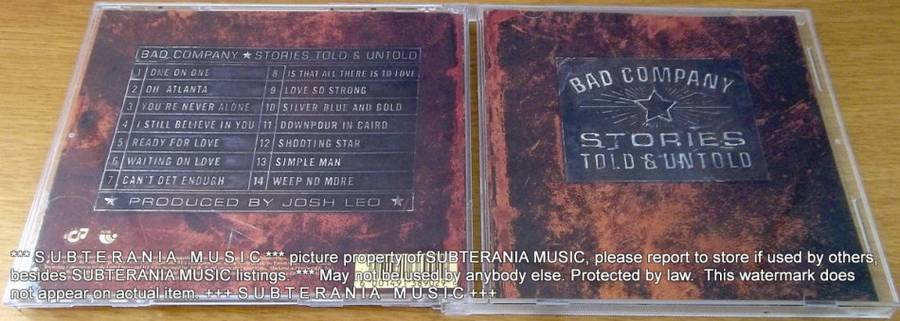 BAD COMPANY ★ STORIES TOLD & UNTOLD
1 ONE ON ONE
2 OH ATLANTA
3 YOU'RE NEVER ALONE
4 I STILL BELIEVE IN YOU
5 READY FOR LOVE
6 WAITING ON LOVE
7 CAN'T GET ENOUGH
8 IS THAT ALL THERE IS TO LOVE
9 LOVE SO STRONG
10 SILVER BLUE AND GOLD
11 DOWNPOUR IN CAIRO
12 SHOOTING STAR
13 SIMPLE MAN
14 WEEP NO MORE
★ PRODUCED BY JOSH LEO ★
BAD COMPANY
STORIES
TOLD & UNTOLD
*** S.U.B.T.E.R.A.N.I.A. M U S I C *** picture property of SUBTERANIA MUSIC, please report to store if used by others,
besides SUBTERANIA MUSIC listings. *** May not be used by anybody else. Protected by law. This watermark does
not appear on actual item. +++ S U B T E R A N I A M U S I C +++